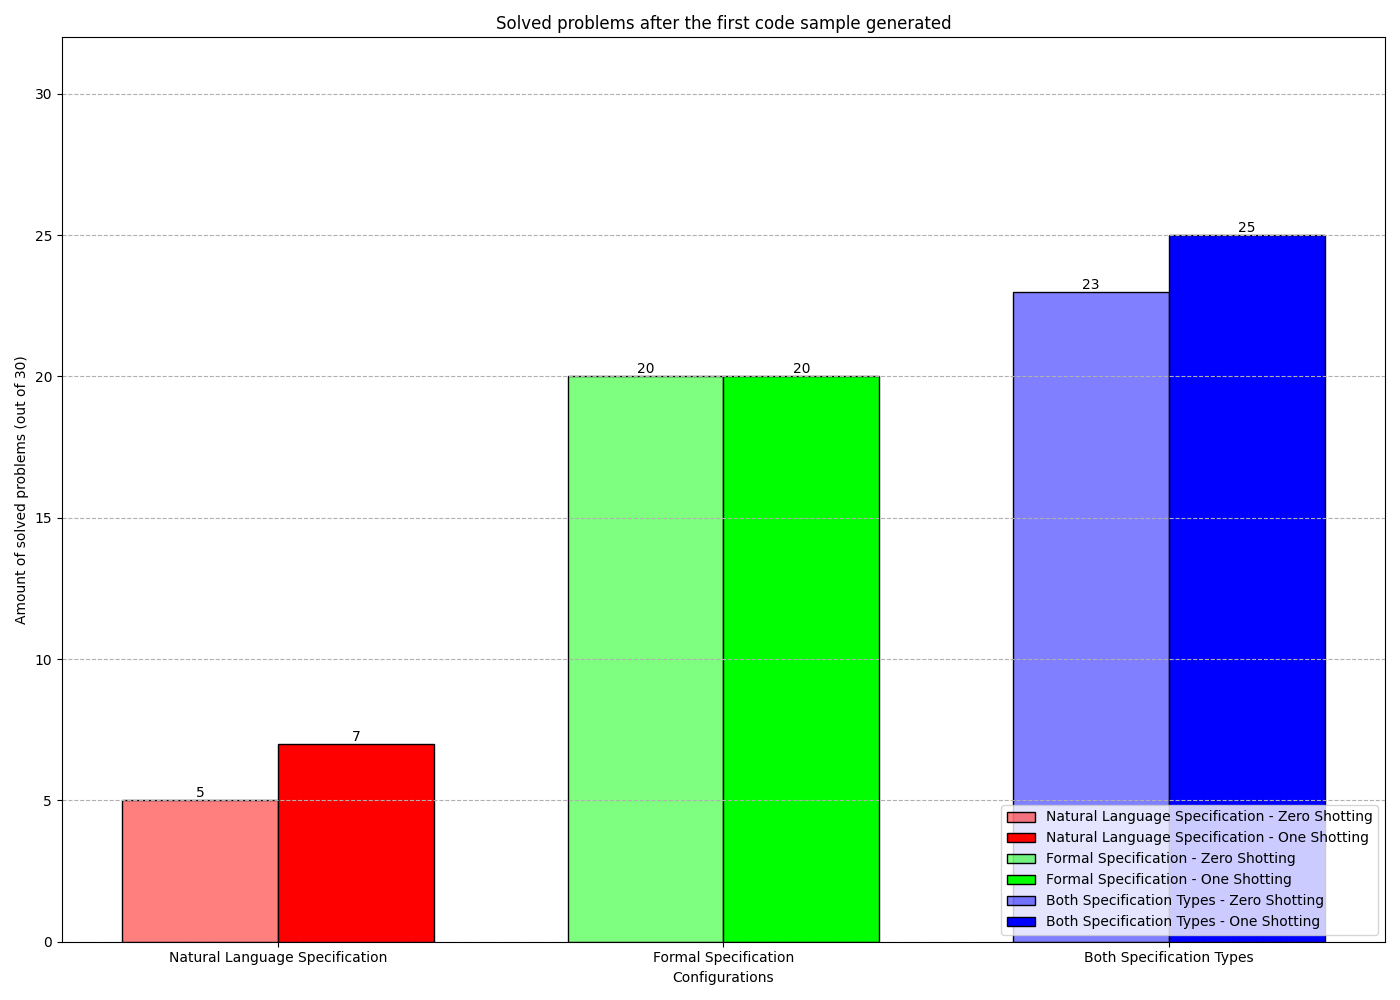 Solved problems after the first code sample generated
Amount of solved problems (out of 30)
30
25
20
15
10
5
0
5
7
20
20
23
25
Natural Language Specification - Zero Shotting
Natural Language Specification - One Shotting
Formal Specification - Zero Shotting
Formal Specification - One Shotting
Both Specification Types - Zero Shotting
Both Specification Types - One Shotting
Natural Language Specification
Formal Specification
Both Specification Types
Configurations